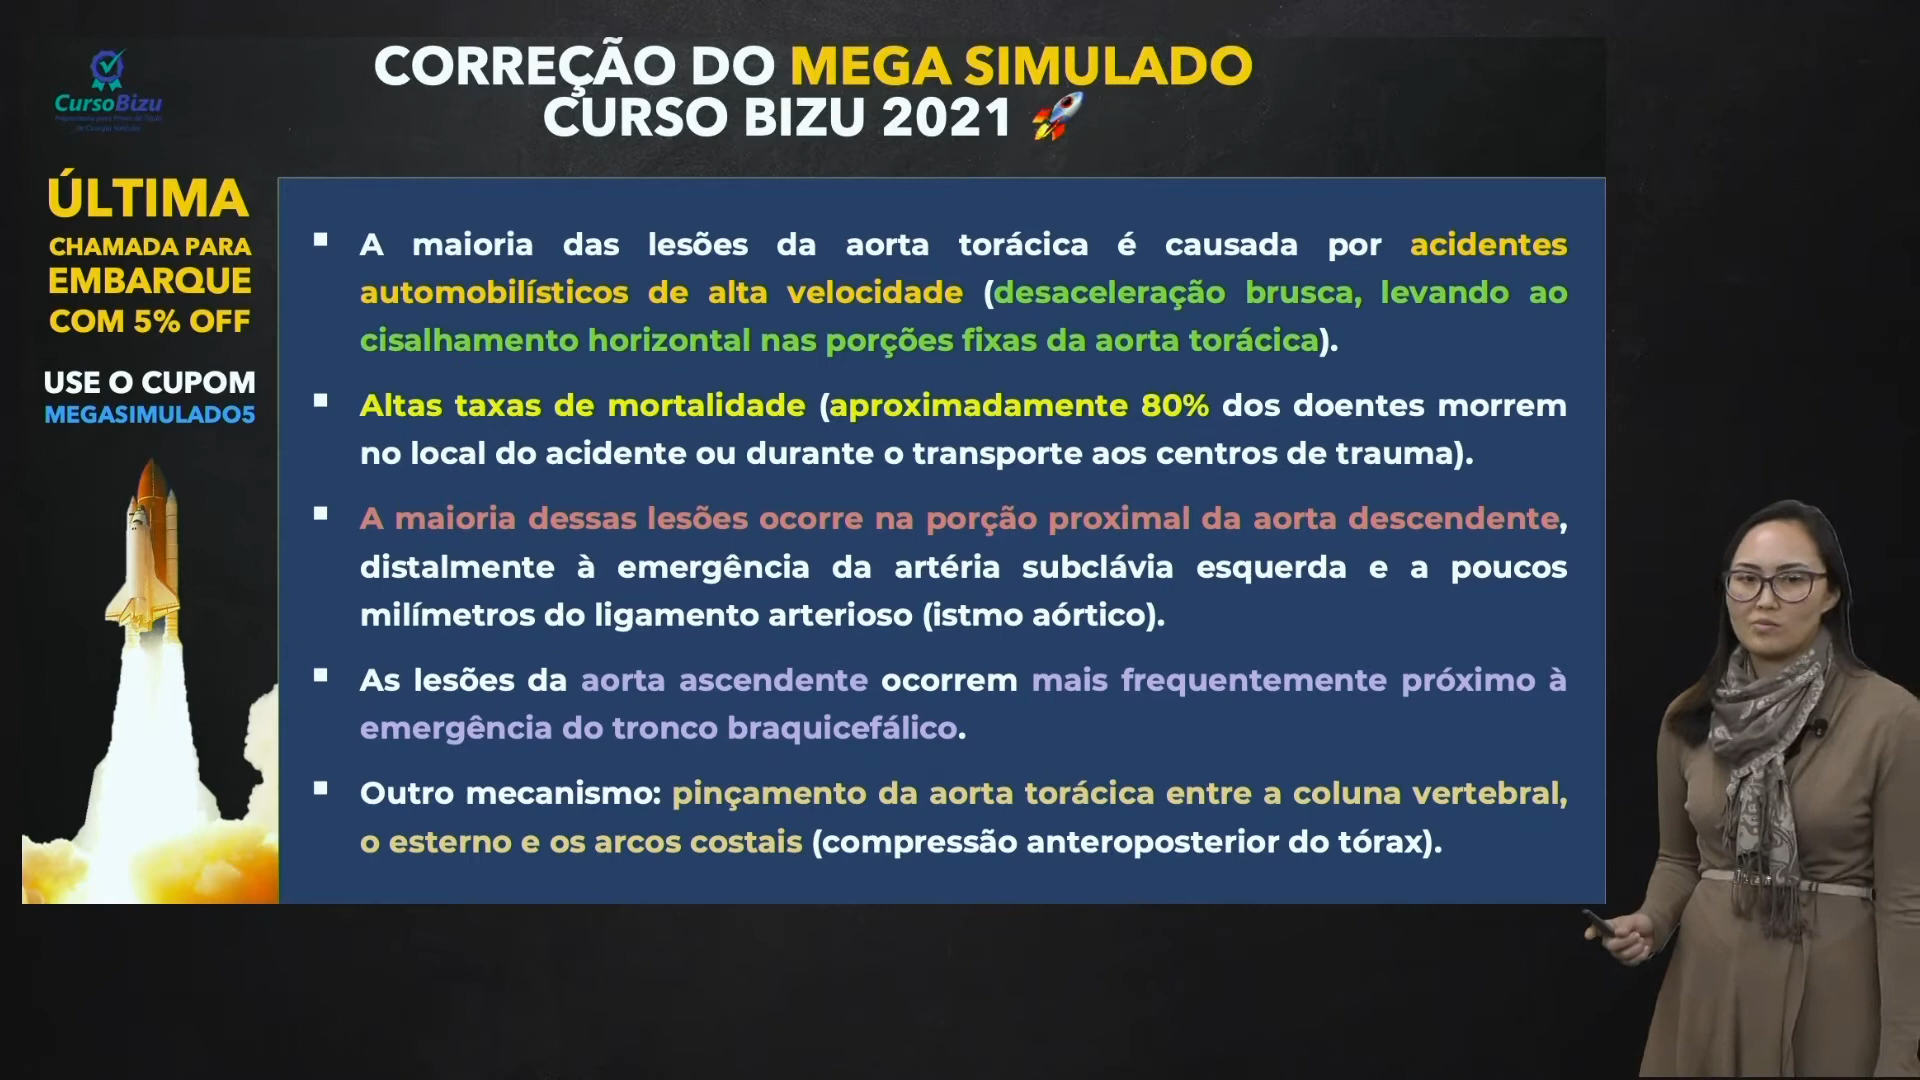 CORREÇÃO DO MEGA SIMULADO
CURSO BIZU 2021
CursoBizu
ÚLTIMA
CHAMADA PARA
EMBARQUE
COM 5% OFF
USE O CUPOM
MEGASIMULADO5
A maioria das lesões da aorta torácica é causada por acidentes
automobilísticos de alta velocidade (desaceleração brusca, levando ao
cisalhamento horizontal nas porções fixas da aorta torácica).
Altas taxas de mortalidade (aproximadamente 80% dos doentes morrem
no local do acidente ou durante o transporte aos centros de trauma).
A maioria dessas lesões ocorre na porção proximal da aorta descendente,
distalmente à emergência da artéria subclávia esquerda e a poucos
milímetros do ligamento arterioso (istmo aórtico).
As lesões da aorta ascendente ocorrem mais frequentemente próximo à
emergência do tronco braquicefálico.
Outro mecanismo: pinçamento da aorta torácica entre a coluna vertebral,
o esterno e os arcos costais (compressão anteroposterior do tórax).